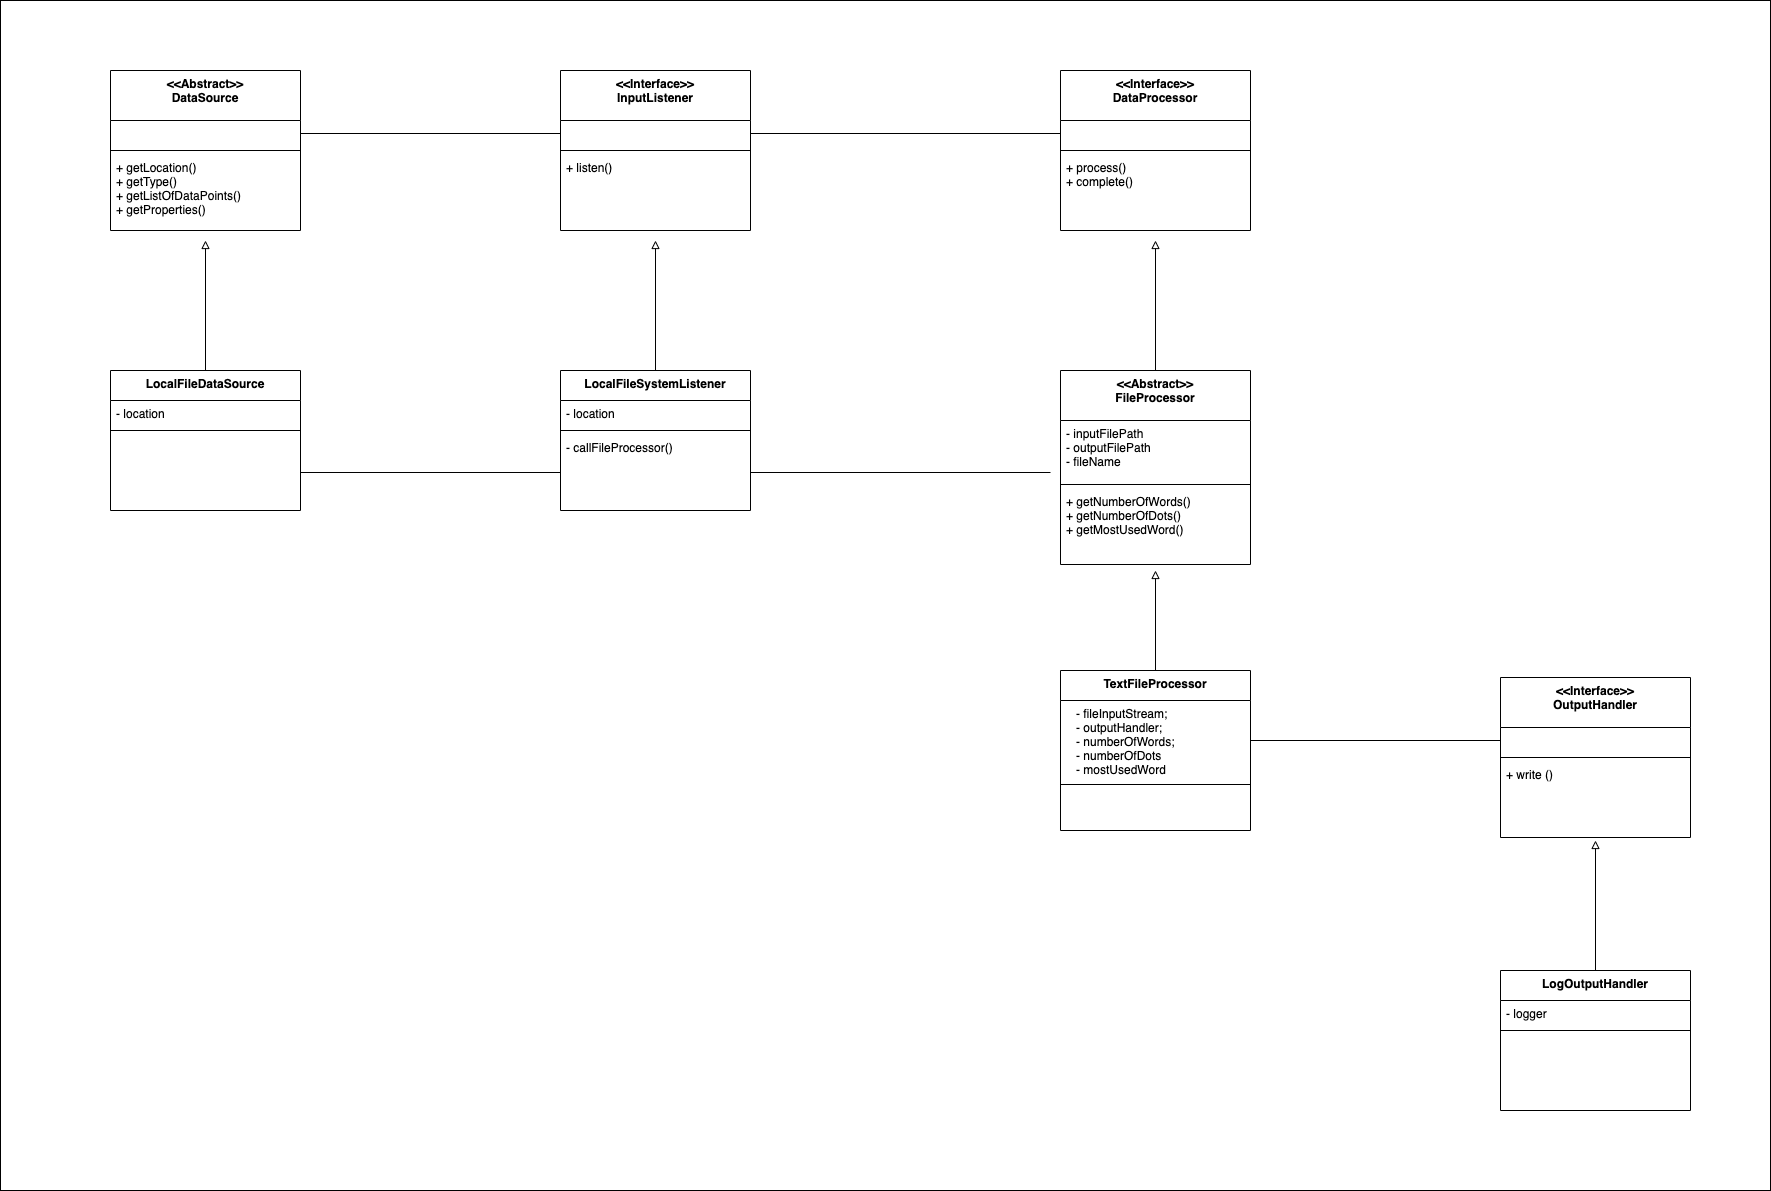 <<Abstract>>
DataSource
+ getLocation()
+ getType()
+ getListOfDataPoints()
+ getProperties()
<<Interface>>
InputListener
+ listen()
<<Interface>>
DataProcessor
+ process()
+ complete()
LocalFileDataSource
- location
LocalFileSystemListener
- location
- callFileProcessor()
<<Abstract>>
FileProcessor
- inputFilePath
- outputFilePath
- fileName
+ getNumberOfWords()
+ getNumberOfDots()
+ getMostUsedWord()
TextFileProcessor
- fileInputStream;
- outputHandler;
- numberOfWords;
- numberOfDots
- mostUsedWord
<<Interface>>
OutputHandler
+ write ()
LogOutputHandler
- logger